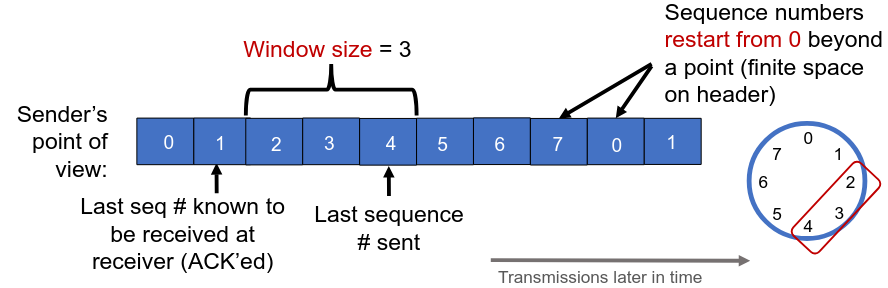 Sequence numbers
restart from 0 beyond
a point (finite space
on header)
Window size = 3
Sender's
point of
view:
0 1 2 3 4 5 6 7 0 1
Last seq # known to
be received at
receiver (ACK'ed)
Last sequence
# sent
Transmissions later in time
0
1
2
3
4
5
6
7